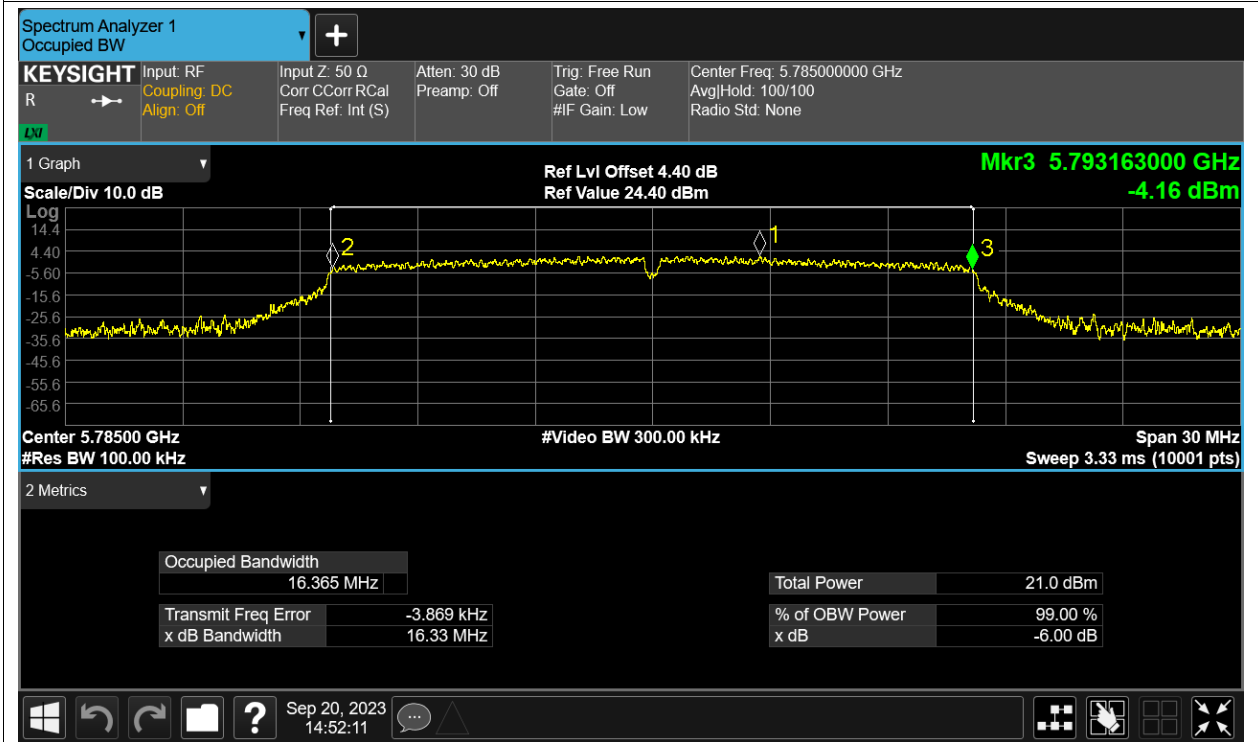 Spectrum Analyzer 1
Occupied BW
KEYSIGHT
R
LXI
Input: RF
Coupling: DC
Align: Off
Input Z: 50 Ω
Corr CCorr RCal
Freq Ref: Int (S)
Atten: 30 dB
Preamp: Off
Trig: Free Run
Gate: Off
#IF Gain: Low
Center Freq: 5.785000000 GHz
Avg|Hold: 100/100
Radio Std: None
1 Graph
Scale/Div 10.0 dB
Ref Lvl Offset 4.40 dB
Ref Value 24.40 dBm
Mkr3 5.793163000 GHz
-4.16 dBm
Log
14.4
4.40
-5.60
-15.6
-25.6
-35.6
-45.6
-55.6
-65.6
2
1
3
Center 5.78500 GHz
#Res BW 100.00 kHz
#Video BW 300.00 kHz
Span 30 MHz
Sweep 3.33 ms (10001 pts)
2 Metrics
Occupied Bandwidth
16.365 MHz
Transmit Freq Error -3.869 kHz
x dB Bandwidth 16.33 MHz
Total Power 21.0 dBm
% of OBW Power 99.00 %
x dB -6.00 dB
?
Sep 20, 2023
14:52:11